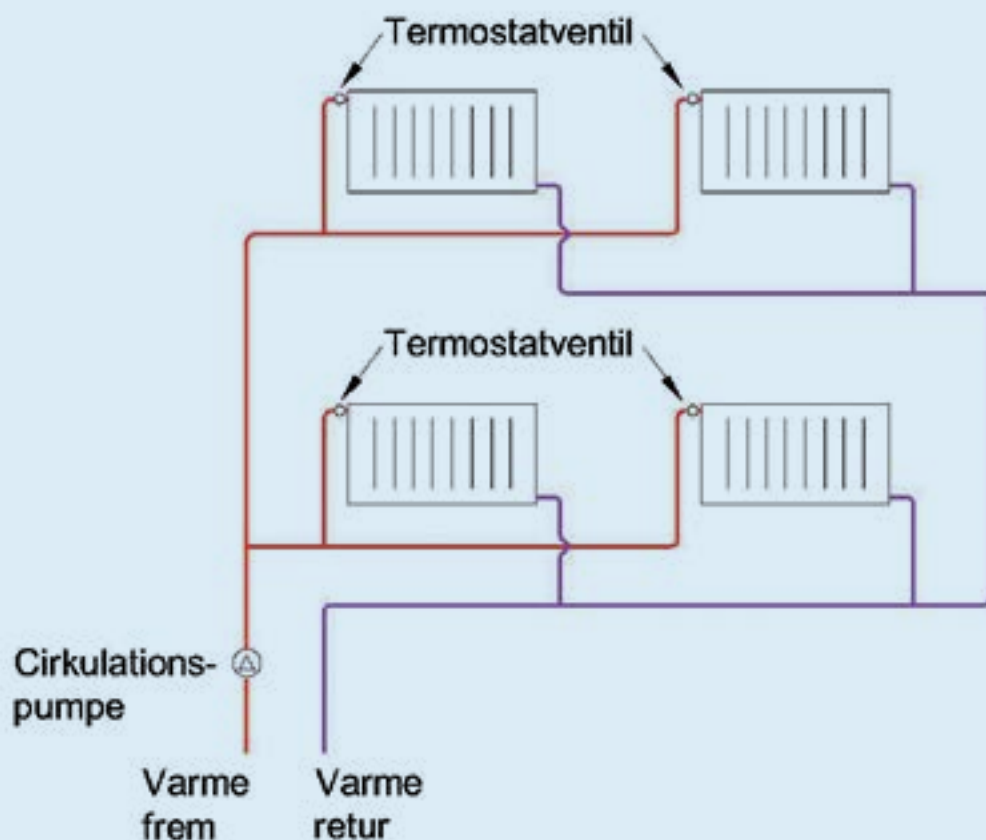 Termostatventil
Termostatventil
Cirkulations-
pumpe
Varme
frem
Varme
retur